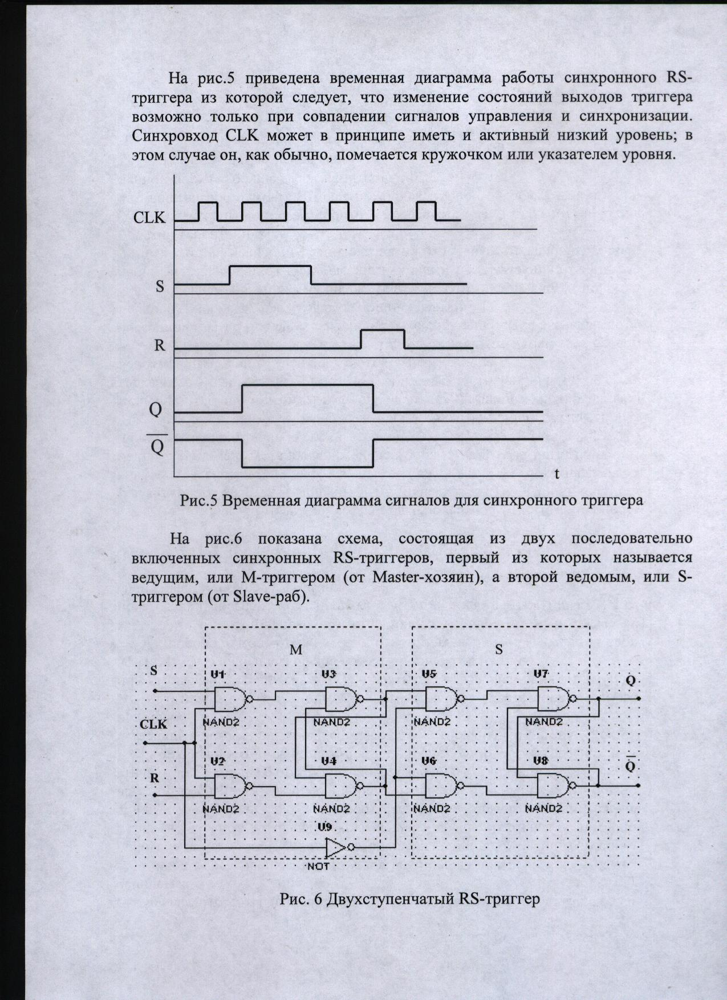 На рис.5 приведена временная диаграмма работы синхронного RS-
триггера из которой следует, что изменение состояний выходов триггера
возможно только при совпадении сигналов управления и синхронизации.
Синхровход CLK может в принципе иметь и активный низкий уровень; в
этом случае он, как обычно, помечается кружочком или указателем уровня.
CLK
S
R
Q
Q̅
t
Рис.5 Временная диаграмма сигналов для синхронного триггера
На рис.6 показана схема, состоящая из двух последовательно
включенных синхронных RS-триггеров, первый из которых называется
ведущим, или М-триггером (от Master-хозяин), а второй ведомым, или S-
триггером (от Slave-раб).
M S
S U1 U3 U5 U7 Q
CLK NAND2 NAND2 NAND2 NAND2
U2 U4 U6 U8 Q̅
R
NAND2 NAND2 NAND2 NAND2
U9
NOT
Рис. 6 Двухступенчатый RS-триггер